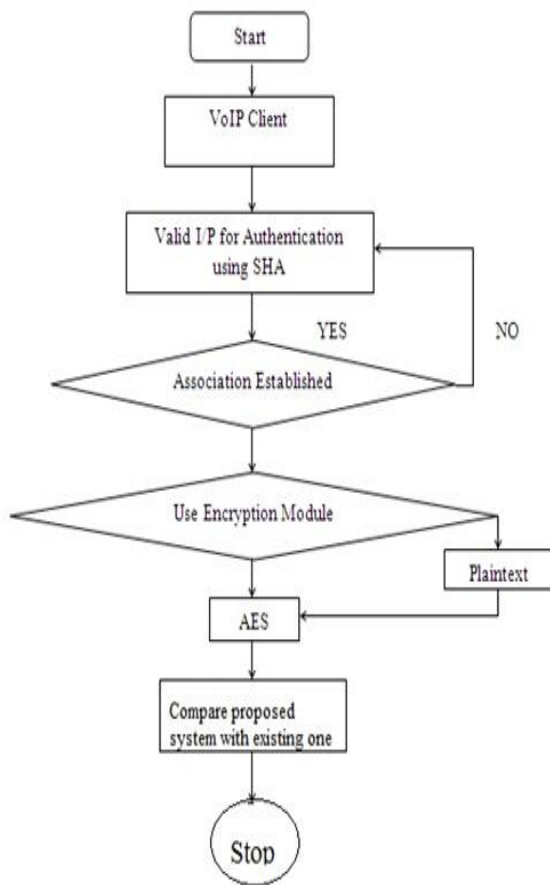 Start
VoIP Client
Valid I/P for Authentication
using SHA
YES
NO
Association Established
Use Encryption Module
Plaintext
AES
Compare proposed
system with existing one
Stop